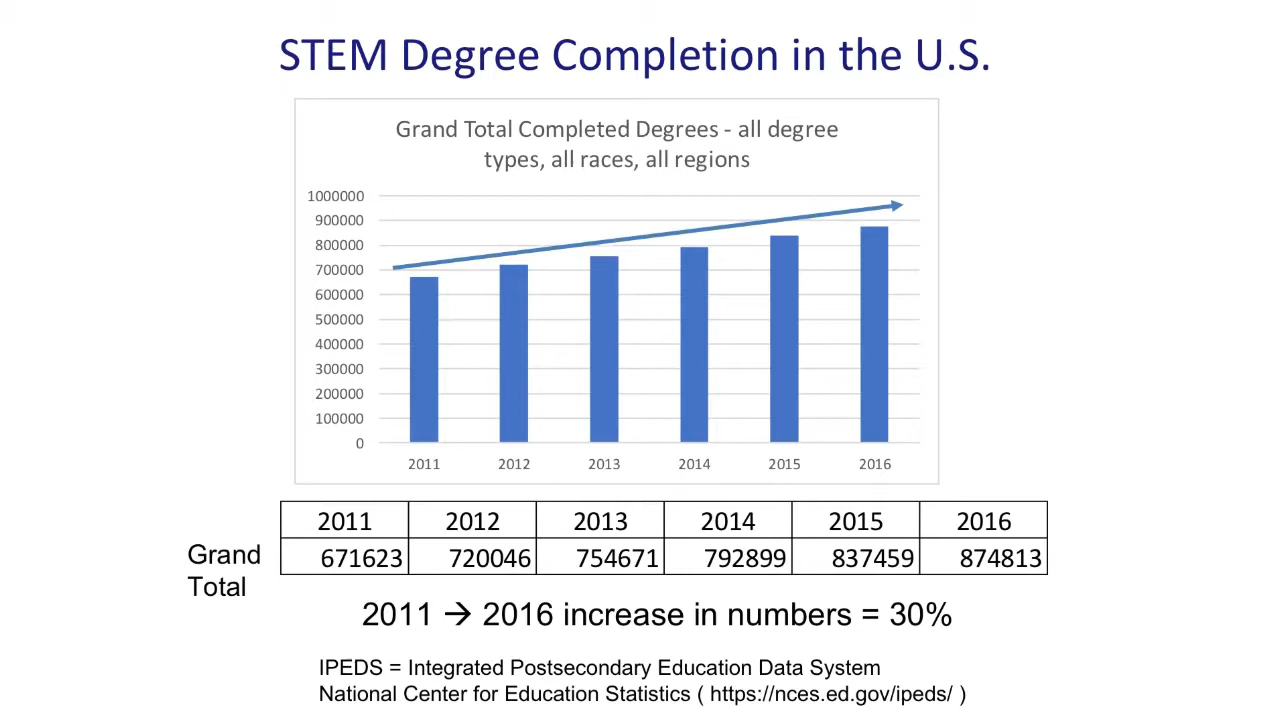 STEM Degree Completion in the U.S.
Grand Total Completed Degrees - all degree
types, all races, all regions
1000000
900000
800000
700000
600000
500000
400000
300000
200000
100000
0
2011 2012 2013 2014 2015 2016
2011 2012 2013 2014 2015 2016
Grand Total 671623 720046 754671 792899 837459 874813
2011 → 2016 increase in numbers = 30%
IPEDS = Integrated Postsecondary Education Data System
National Center for Education Statistics ( https://nces.ed.gov/ipeds/ )